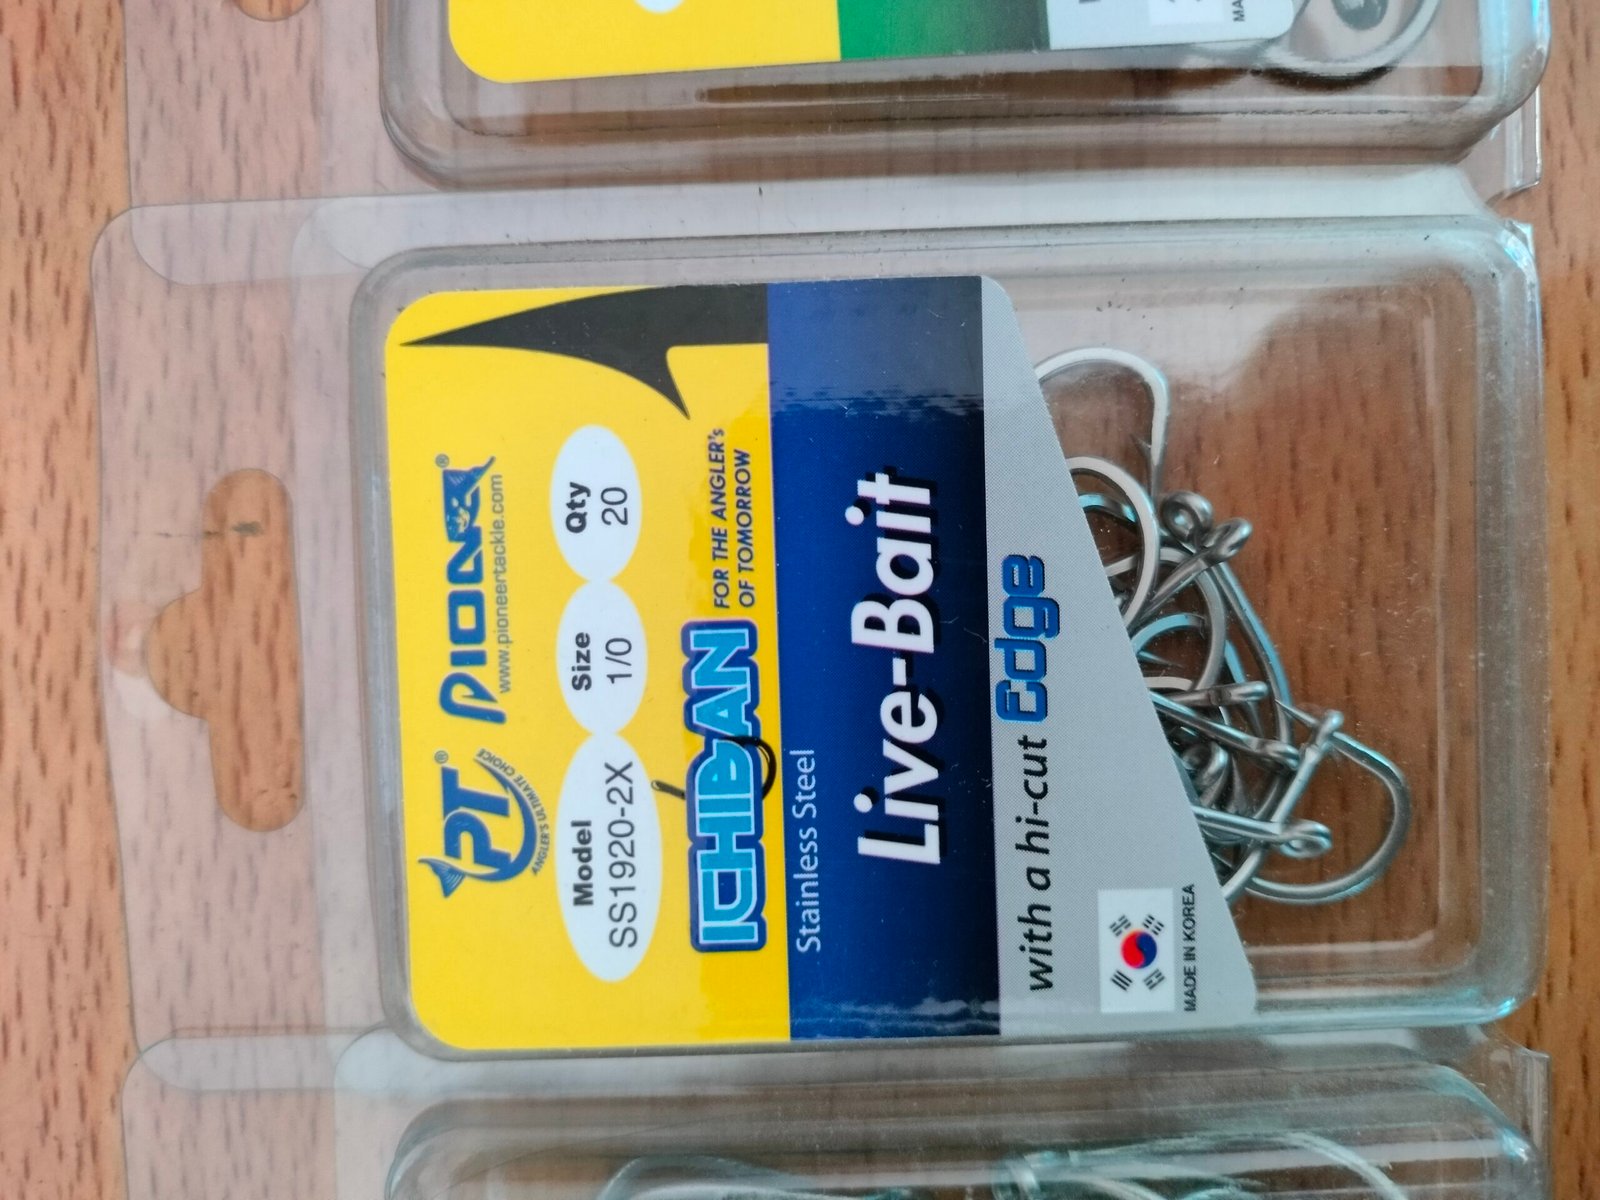 PT®
ANGLER'S ULTIMATE CHOICE
PIONEER®
www.pioneertackle.com
Model
SS1920-2X
Size
1/0
Qty
20
ICHIBAN
FOR THE ANGLER's
OF TOMORROW
Stainless Steel
Live-Bait
with a hi-cut Edge
MADE IN KOREA